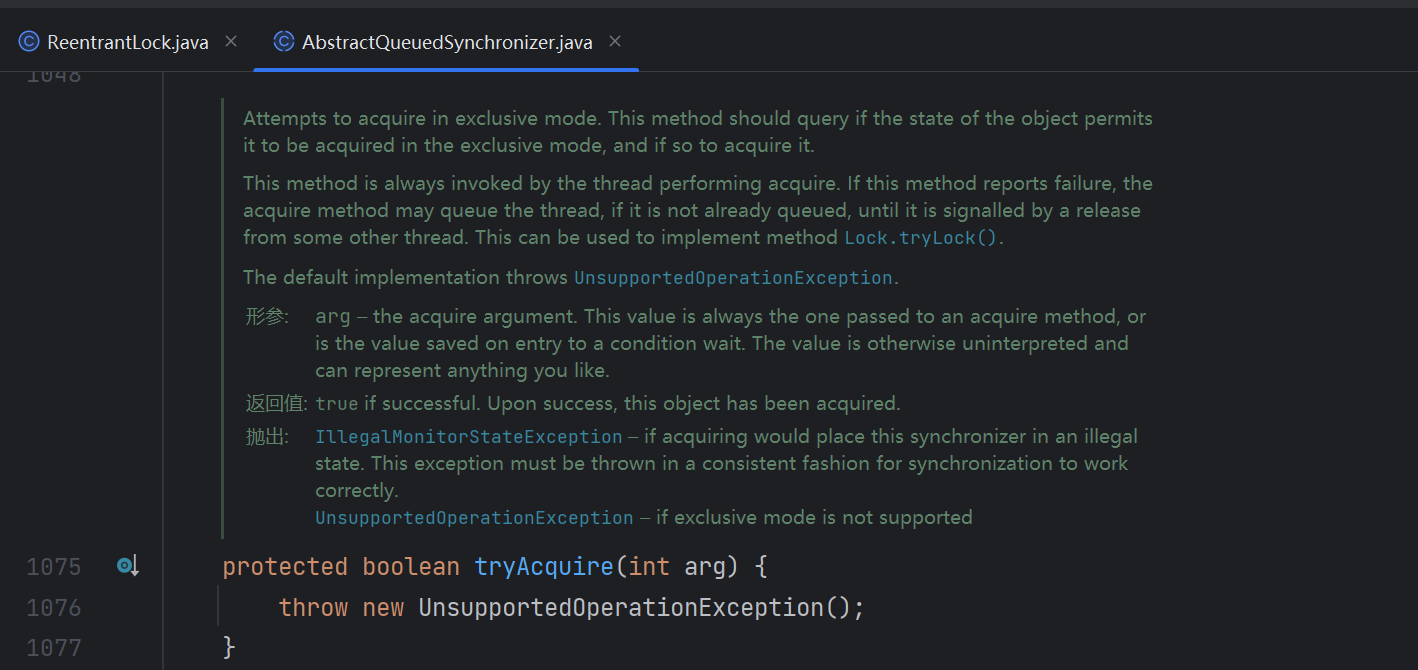 ReentrantLock.java AbstractQueuedSynchronizer.java
1048
Attempts to acquire in exclusive mode. This method should query if the state of the object permits
it to be acquired in the exclusive mode, and if so to acquire it.
This method is always invoked by the thread performing acquire. If this method reports failure, the
acquire method may queue the thread, if it is not already queued, until it is signalled by a release
from some other thread. This can be used to implement method Lock.tryLock().
The default implementation throws UnsupportedOperationException.
形参: arg – the acquire argument. This value is always the one passed to an acquire method, or
is the value saved on entry to a condition wait. The value is otherwise uninterpreted and
can represent anything you like.
返回值: true if successful. Upon success, this object has been acquired.
抛出: IllegalMonitorStateException – if acquiring would place this synchronizer in an illegal
state. This exception must be thrown in a consistent fashion for synchronization to work
correctly.
UnsupportedOperationException – if exclusive mode is not supported
1075 protected boolean tryAcquire(int arg) {
1076 throw new UnsupportedOperationException();
1077 }